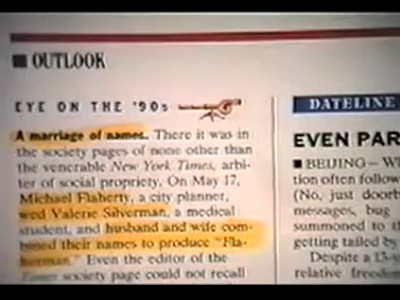 OUTLOOK
EYE ON THE '90s
A marriage of names. There it was in
the society pages of none other than
the venerable New York Times, arbi-
ter of social propriety. On May 17,
Michael Flaherty, a city planner,
wed Valerie Silverman, a medical
student, and husband and wife com-
bined their names to produce "Fla-
herman." Even the editor of the
Times society page could not recall
DATELINE
EVEN PAR
■ BEIJING – W
tion often follow
(No, just doorb
messages, bug
summoned to th
getting tailed by
Despite a 15-
relative freedom